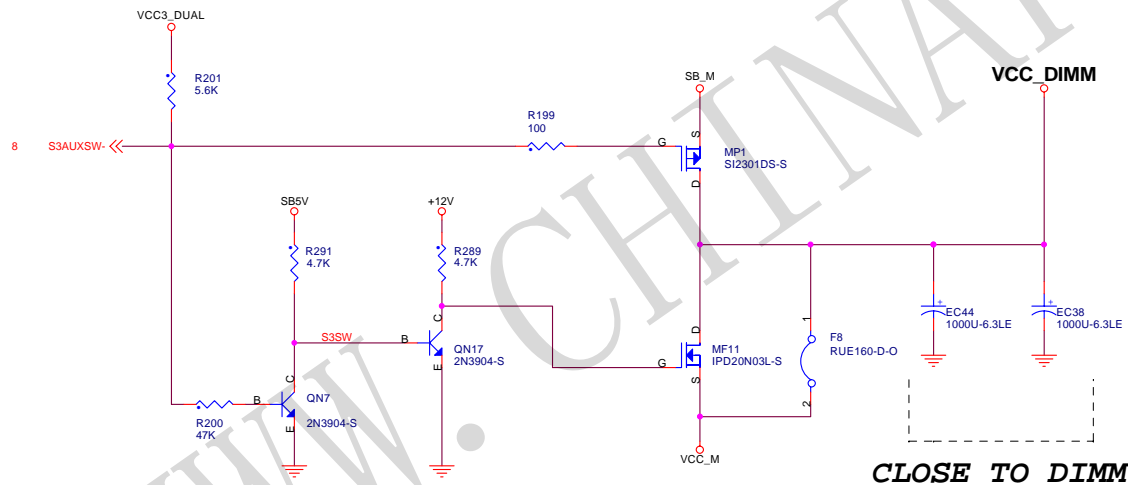 VCC3_DUAL
R201
5.6K
SB_M
VCC_DIMM
R199
100
8 S3AUXSW-
G
S
D
MP1
SI2301DS-S
SB5V
+12V
R291
4.7K
R289
4.7K
S3SW
B
C
E
QN17
2N3904-S
G
D
S
MF11
IPD20N03L-S
1
F8
RUE160-D-O
2
+
EC44
1000U-6.3LE
+
EC38
1000U-6.3LE
R200
47K
B
C
E
QN7
2N3904-S
VCC_M
CLOSE TO DIMM
WW. CHINA